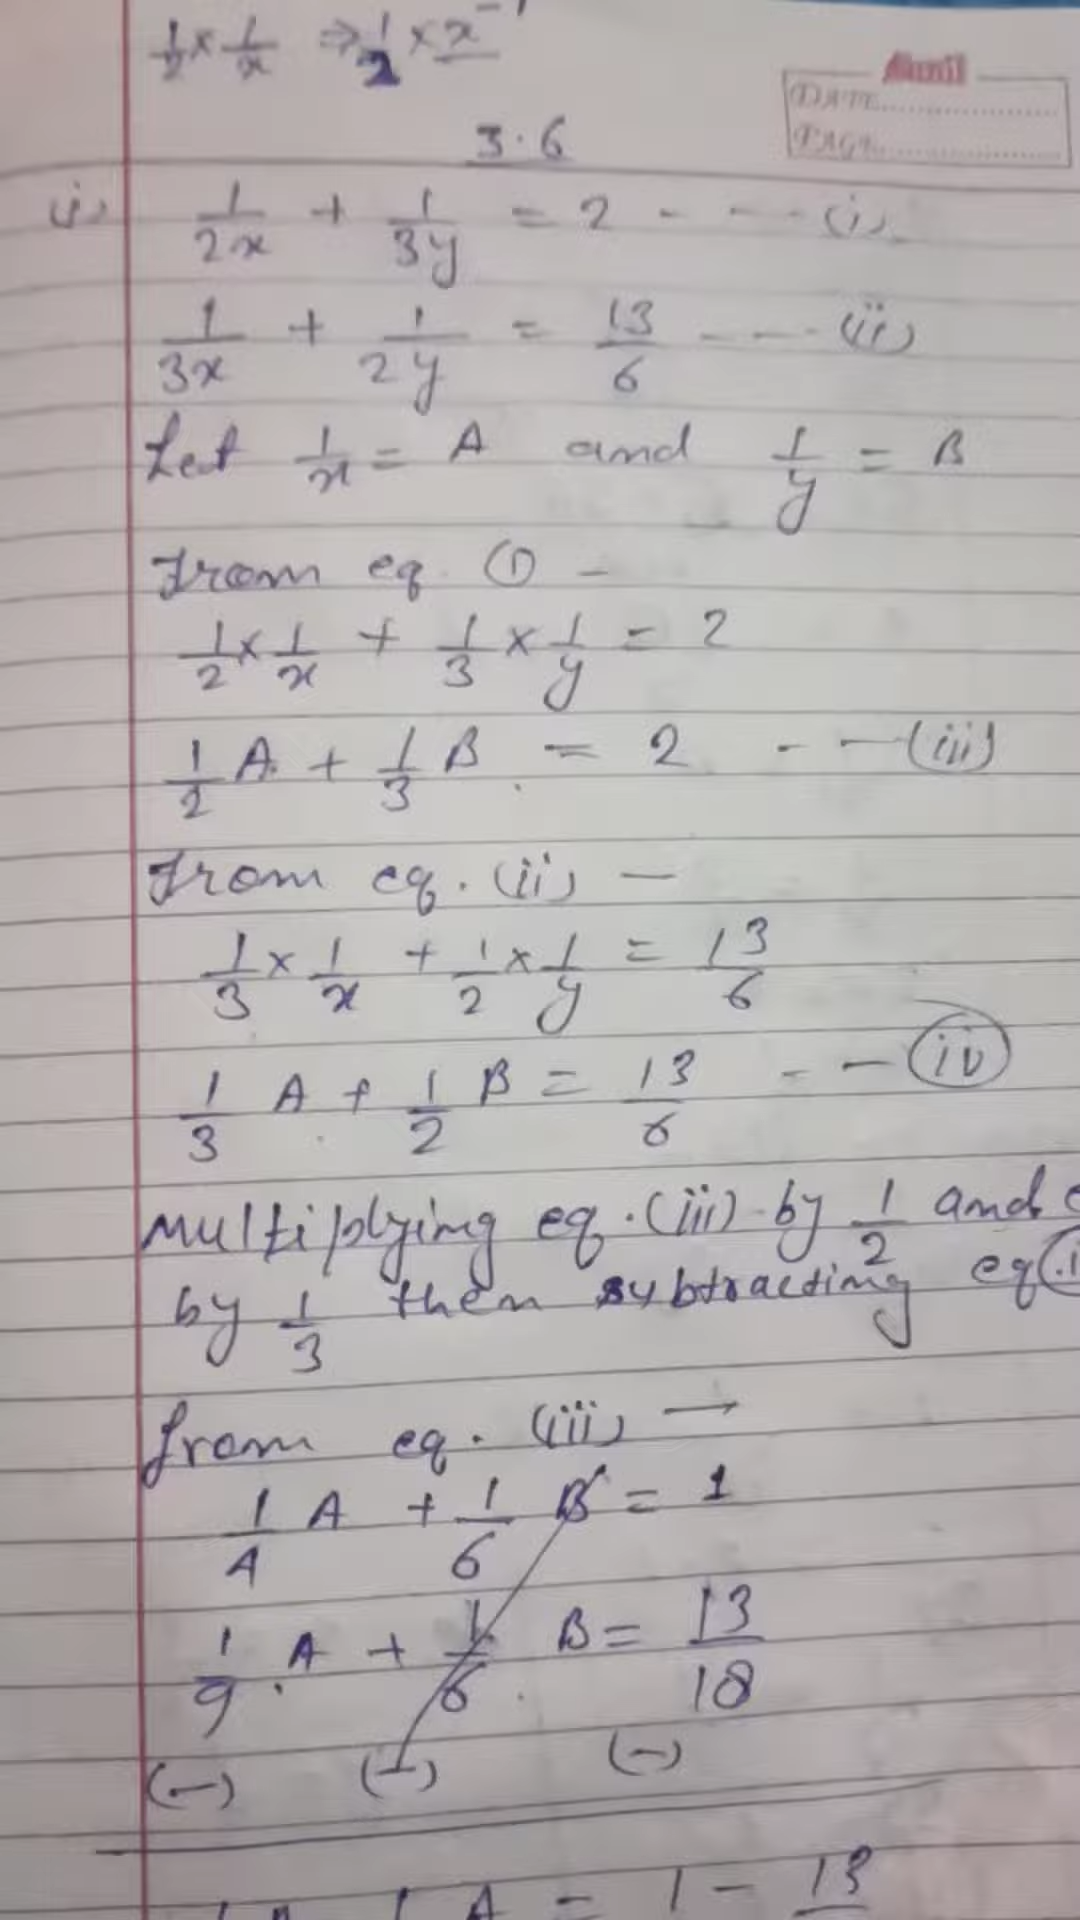 1/2 × 1/x ⇒ 1/2 × x⁻¹
Anil
DATE
PAGE
3.6
(i) 1/2x + 1/3y = 2 - - - - (i)
1/3x + 1/2y = 13/6 - - - - (ii)
Let 1/x = A and 1/y = B
From eq. ① -
1/2 × 1/x + 1/3 × 1/y = 2
1/2 A + 1/3 B = 2 - - - (iii)
From eq. (ii) —
1/3 × 1/x + 1/2 × 1/y = 13/6
1/3 A + 1/2 B = 13/6 - - - (iv)
Multiplying eq. (iii) by 1/2 and
by 1/3 then subtracting eq
from eq. (iii) →
1/4 A + 1/6 B = 1
1/9 A + 1/6 B = 13/18
(-) (-) (-)
A = 1 - 13